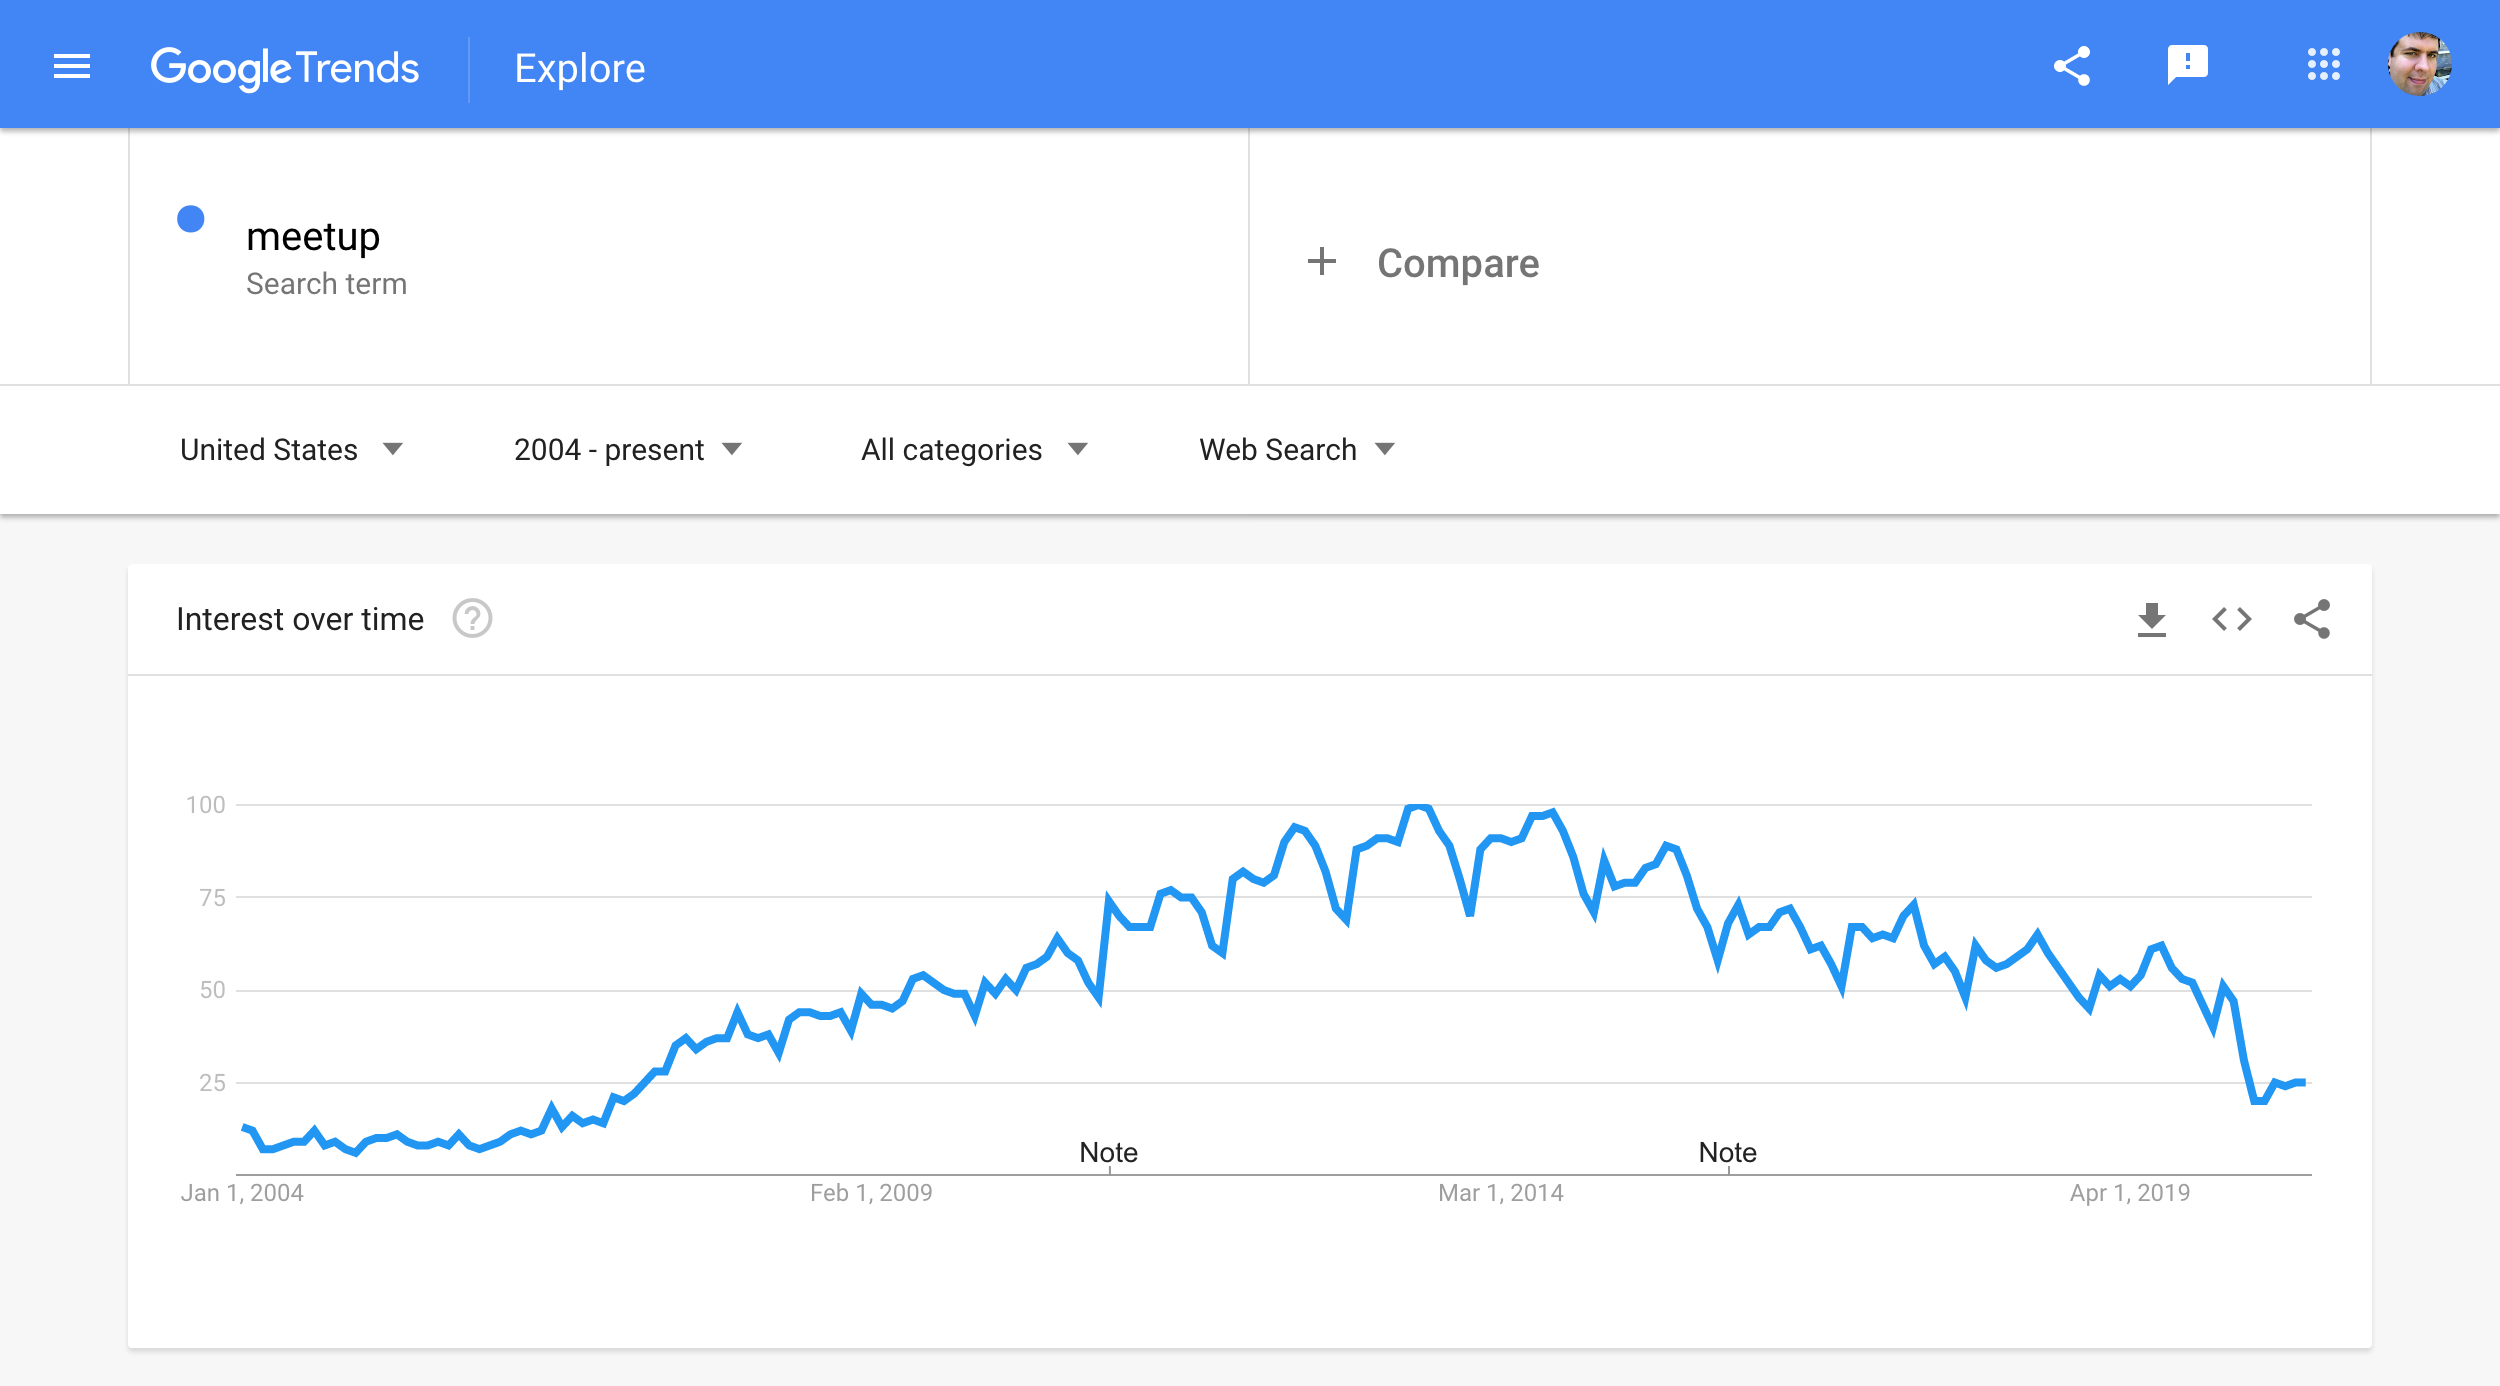 Google Trends
Explore
meetup
Search term
+ Compare
United States
2004 - present
All categories
Web Search
Interest over time ?
100
75
50
25
Note
Note
Jan 1, 2004
Feb 1, 2009
Mar 1, 2014
Apr 1, 2019